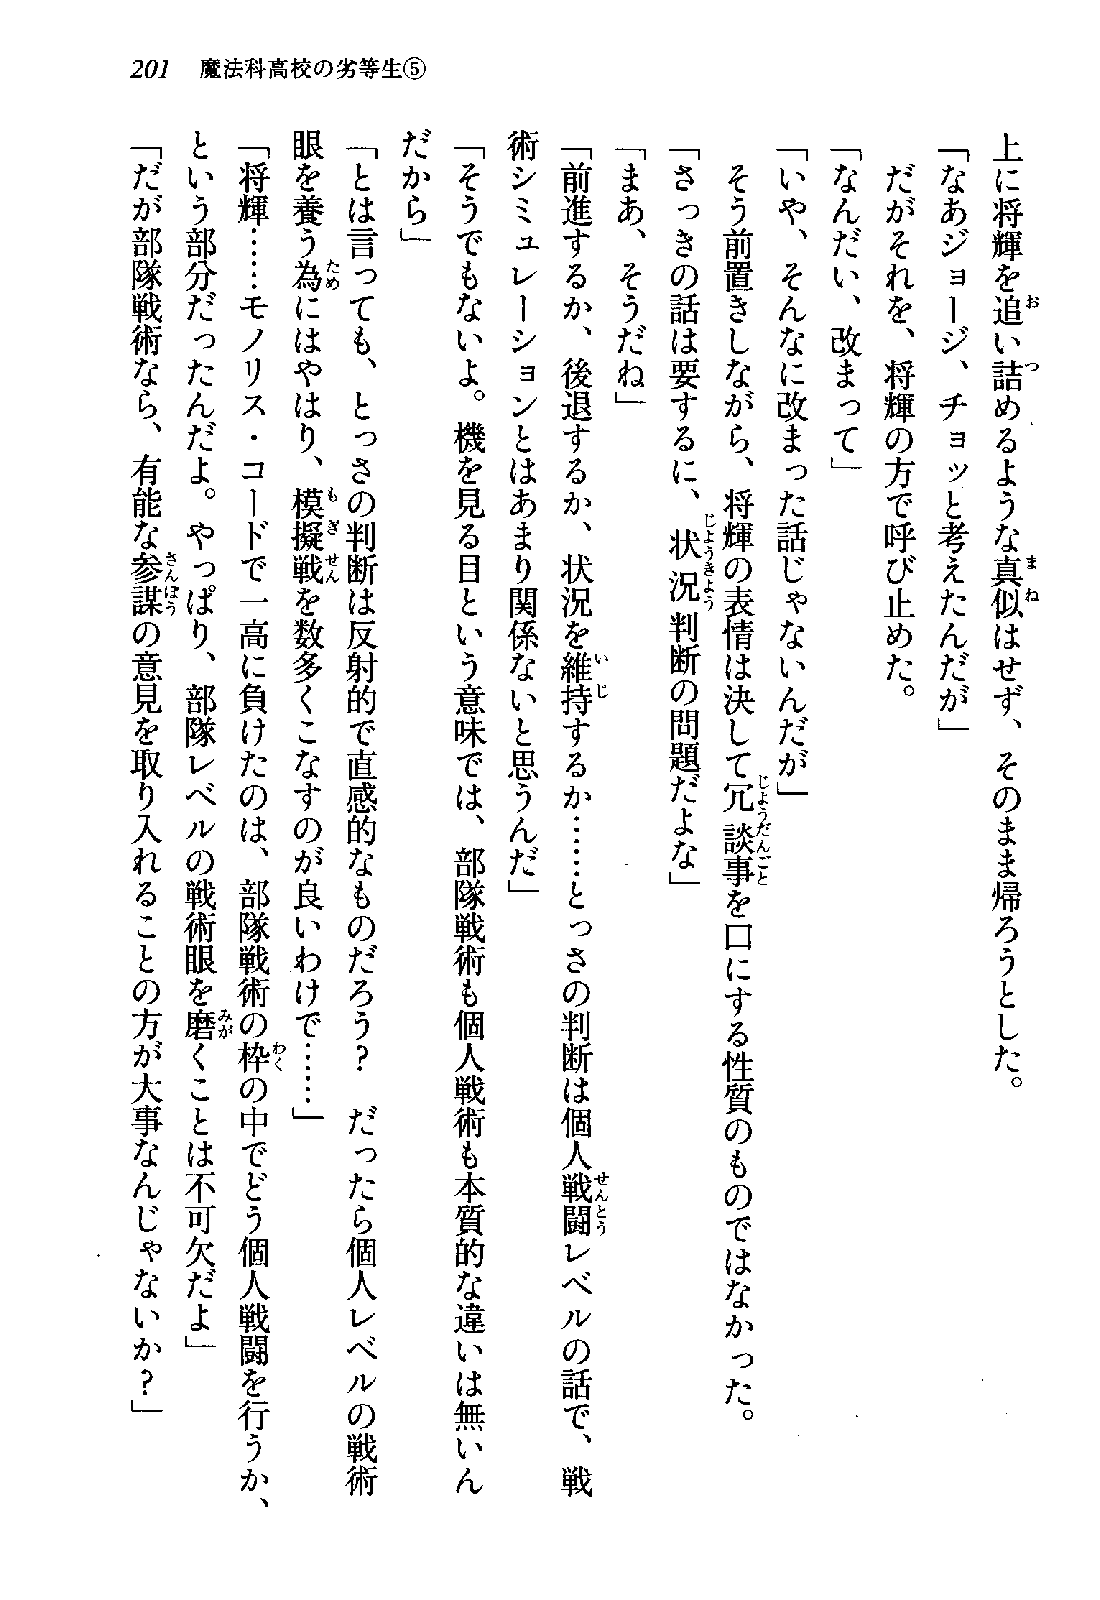 201 魔法科高校の劣等生⑤
上に将輝を追い詰めるような真似はせず、そのまま帰ろうとした。
「なあジョージ、チョッと考えたんだが」
だがそれを、将輝の方で呼び止めた。
「なんだい、改まって」
「いや、そんなに改まった話じゃないんだが」
そう前置きしながら、将輝の表情は決して冗談事を口にする性質のものではなかった。
「さっきの話は要するに、状況判断の問題だよな」
「まあ、そうだね」
「前進するか、後退するか、状況を維持するか……とっさの判断は個人戦闘レベルの話で、戦
術シミュレーションとはあまり関係ないと思うんだ」
「そうでもないよ。機を見る目という意味では、部隊戦術も個人戦術も本質的な違いは無いん
だから」
「とは言っても、とっさの判断は反射的で直感的なものだろう？　だったら個人レベルの戦術
眼を養う為にはやはり、模擬戦を数多くこなすのが良いわけで……」
「将輝……モノリス・コードで一高に負けたのは、部隊戦術の枠の中でどう個人戦闘を行うか、
という部分だったんだよ。やっぱり、部隊レベルの戦術眼を磨くことは不可欠だよ」
「だが部隊戦術なら、有能な参謀の意見を取り入れることの方が大事なんじゃないか？」